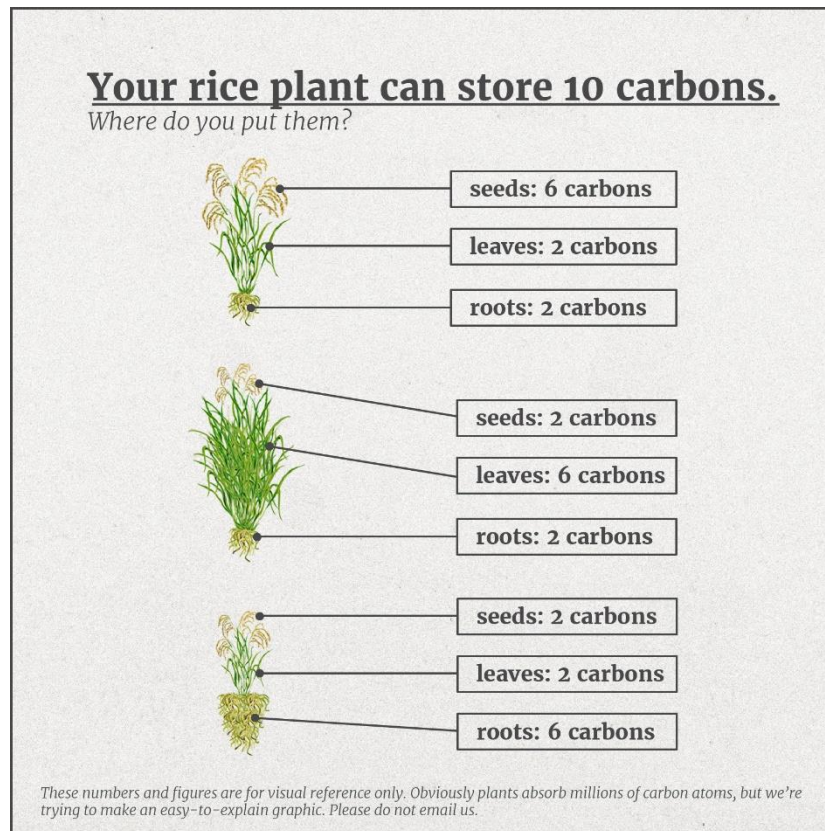 Your rice plant can store 10 carbons.
Where do you put them?
seeds: 6 carbons
leaves: 2 carbons
roots: 2 carbons
seeds: 2 carbons
leaves: 6 carbons
roots: 2 carbons
seeds: 2 carbons
leaves: 2 carbons
roots: 6 carbons
These numbers and figures are for visual reference only. Obviously plants absorb millions of carbon atoms, but we're
trying to make an easy-to-explain graphic. Please do not email us.